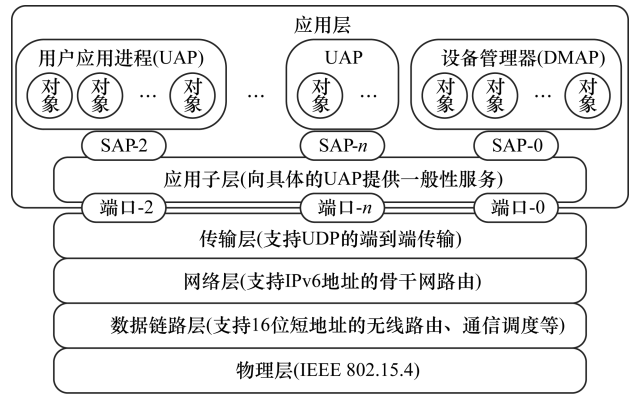 应用层
用户应用进程(UAP)
对象 对象 … 对象
…
UAP
对象 …
设备管理器(DMAP)
对象 对象 … 对象
SAP-2 SAP-n SAP-0
应用子层(向具体的UAP提供一般性服务)
端口-2 端口-n 端口-0
传输层(支持UDP的端到端传输)
网络层(支持IPv6地址的骨干网路由)
数据链路层(支持16位短地址的无线路由、通信调度等)
物理层(IEEE 802.15.4)